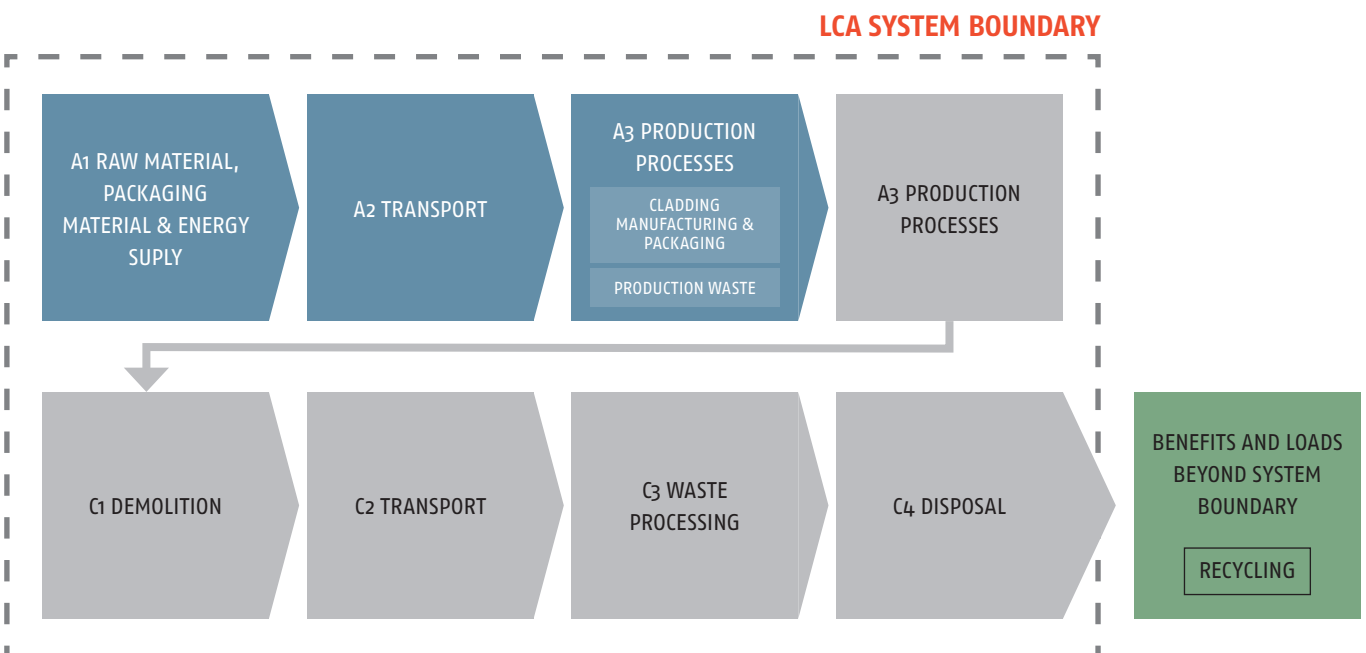 LCA SYSTEM BOUNDARY
A1 RAW MATERIAL,
PACKAGING
MATERIAL & ENERGY
SUPLY
A2 TRANSPORT
A3 PRODUCTION
PROCESSES
CLADDING
MANUFACTURING &
PACKAGING
PRODUCTION WASTE
A3 PRODUCTION
PROCESSES
C1 DEMOLITION
C2 TRANSPORT
C3 WASTE
PROCESSING
C4 DISPOSAL
BENEFITS AND LOADS
BEYOND SYSTEM
BOUNDARY
RECYCLING